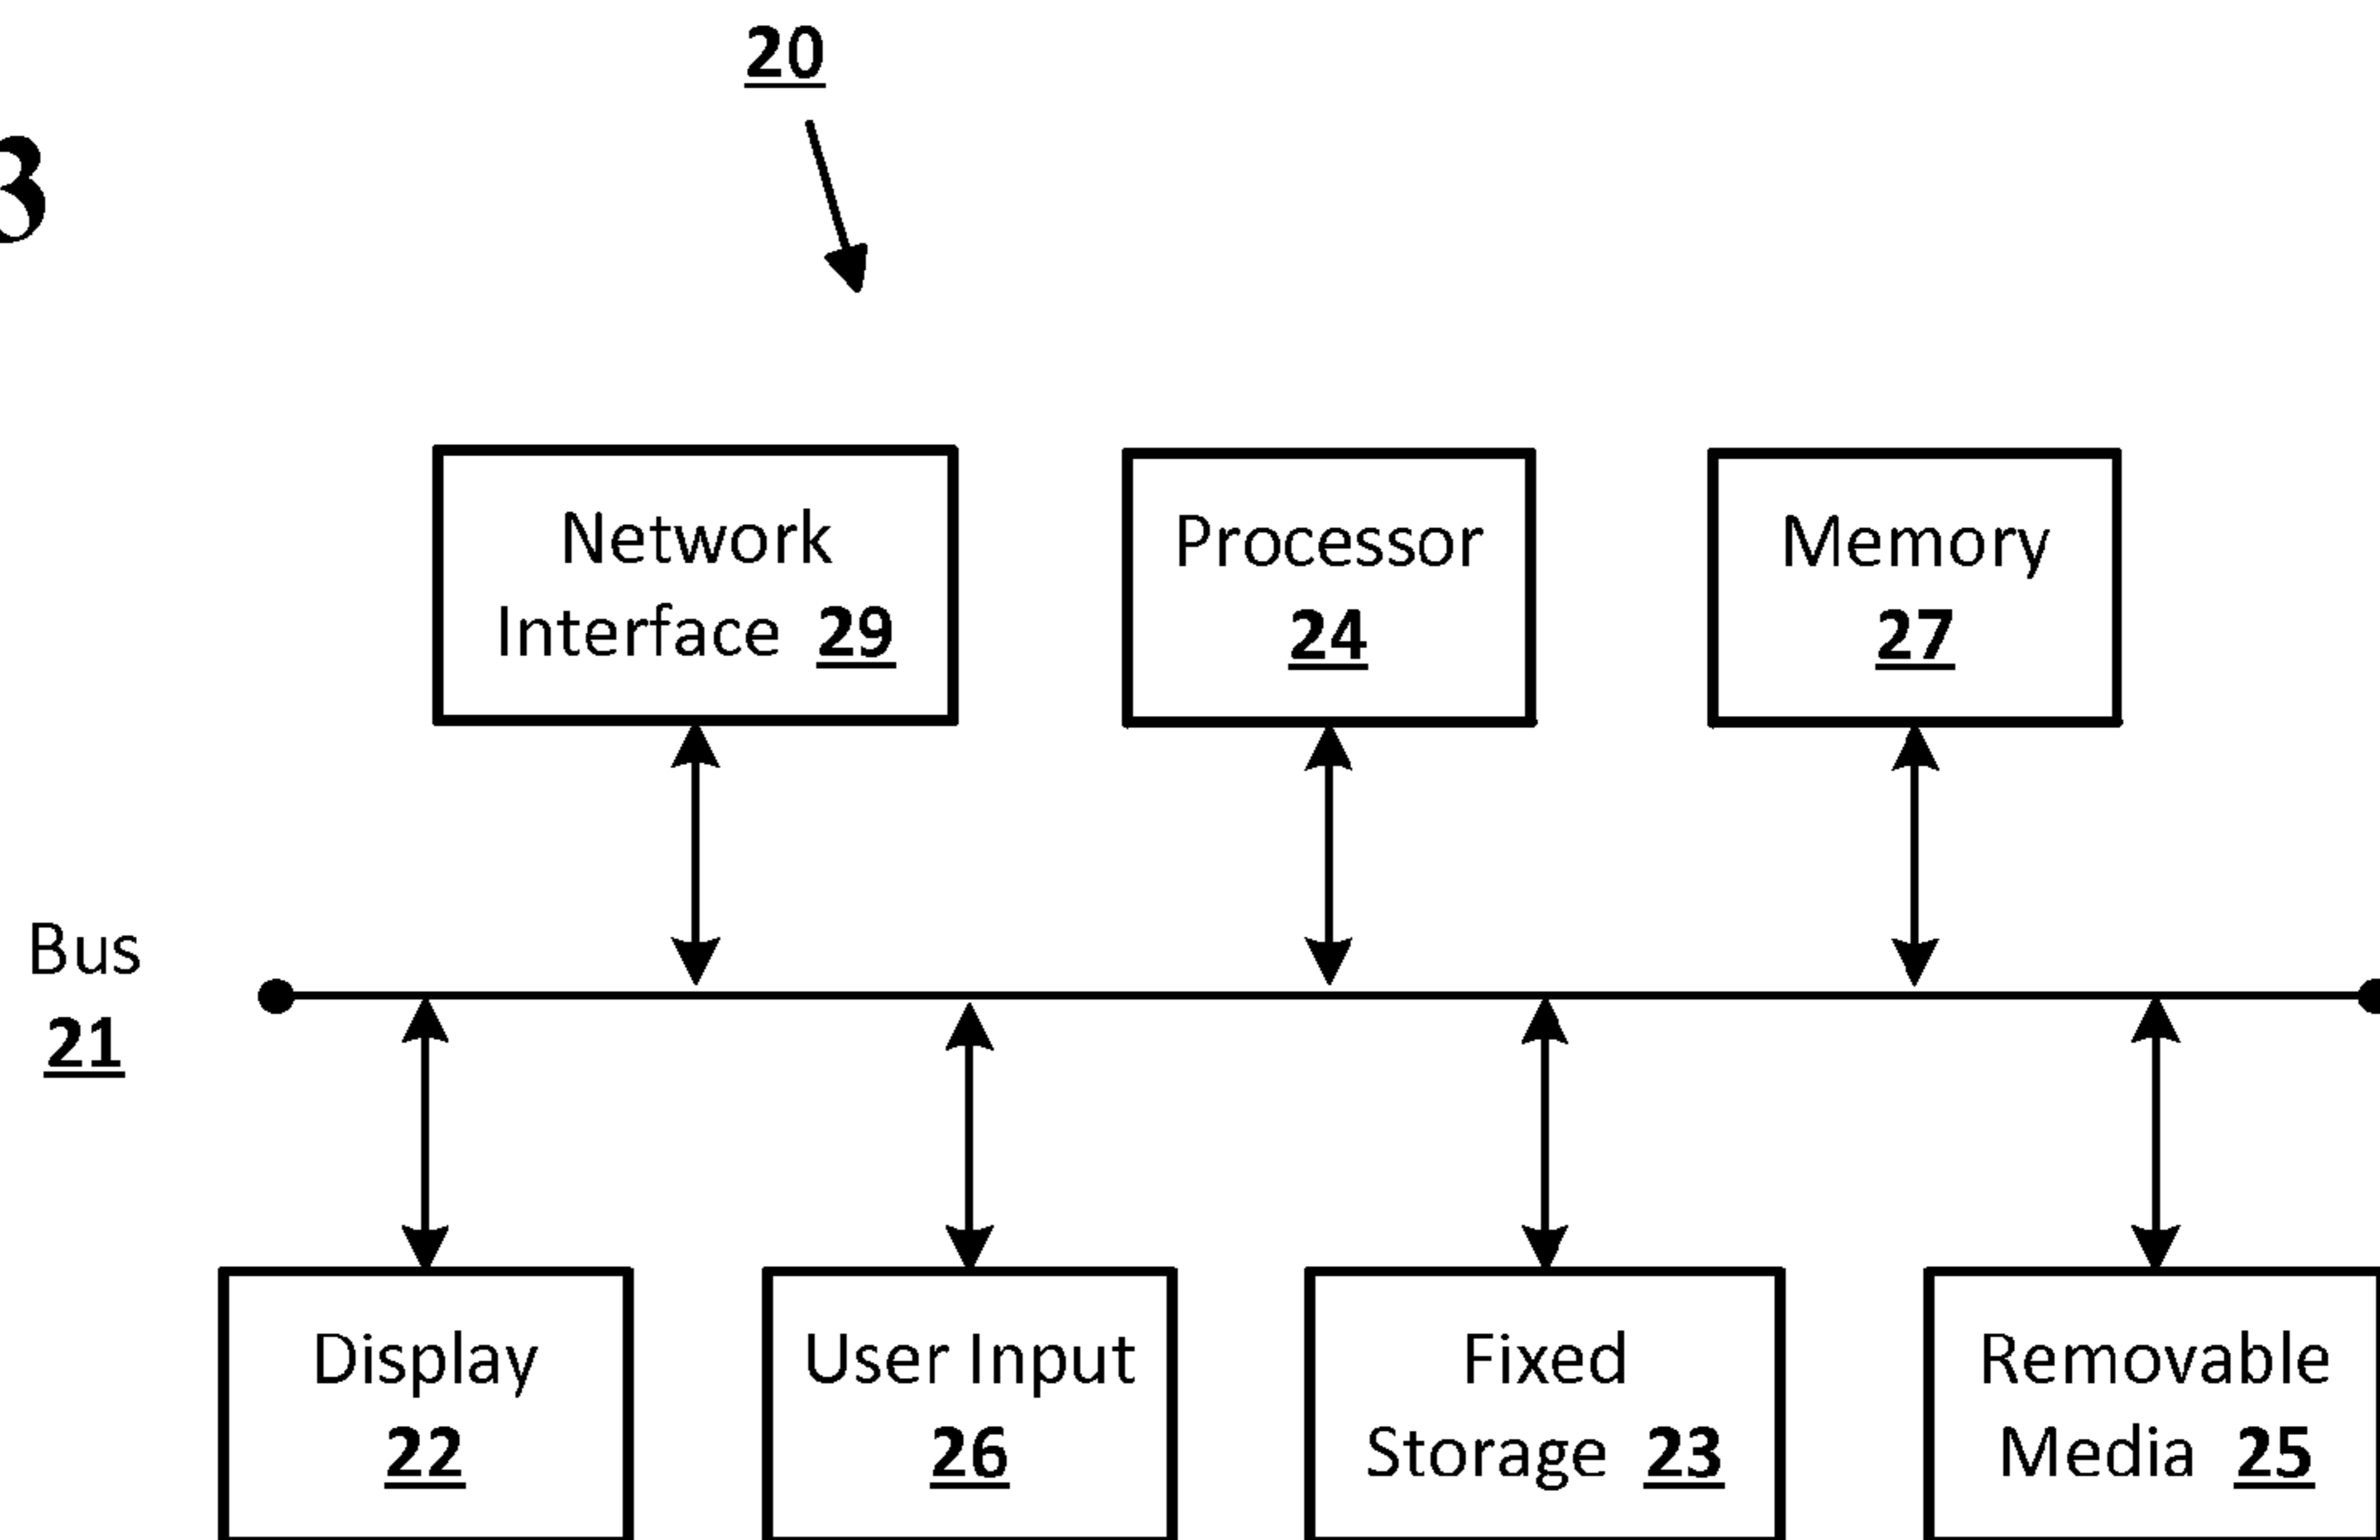 20
3
Network
Interface 29
Processor
24
Memory
27
Bus
21
Display
22
User Input
26
Fixed
Storage 23
Removable
Media 25